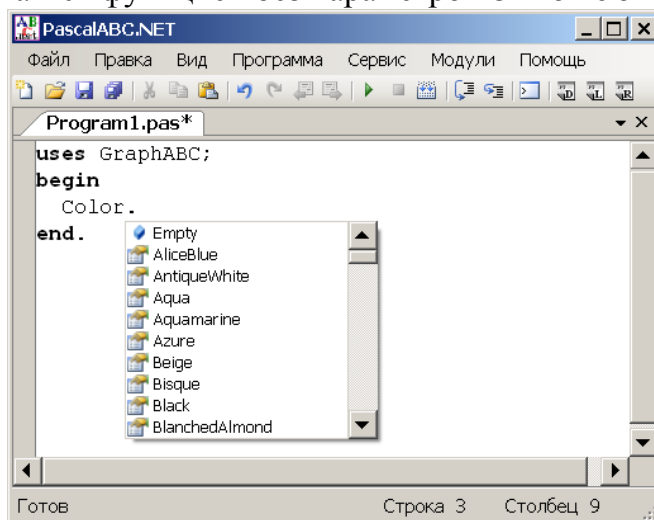 PascalABC.NET
Файл Правка Вид Программа Сервис Модули Помощь
Program1.pas*
uses GraphABC;
begin
Color.
end.
Empty
AliceBlue
AntiqueWhite
Aqua
Aquamarine
Azure
Beige
Bisque
Black
BlanchedAlmond
Готов Строка 3 Столбец 9